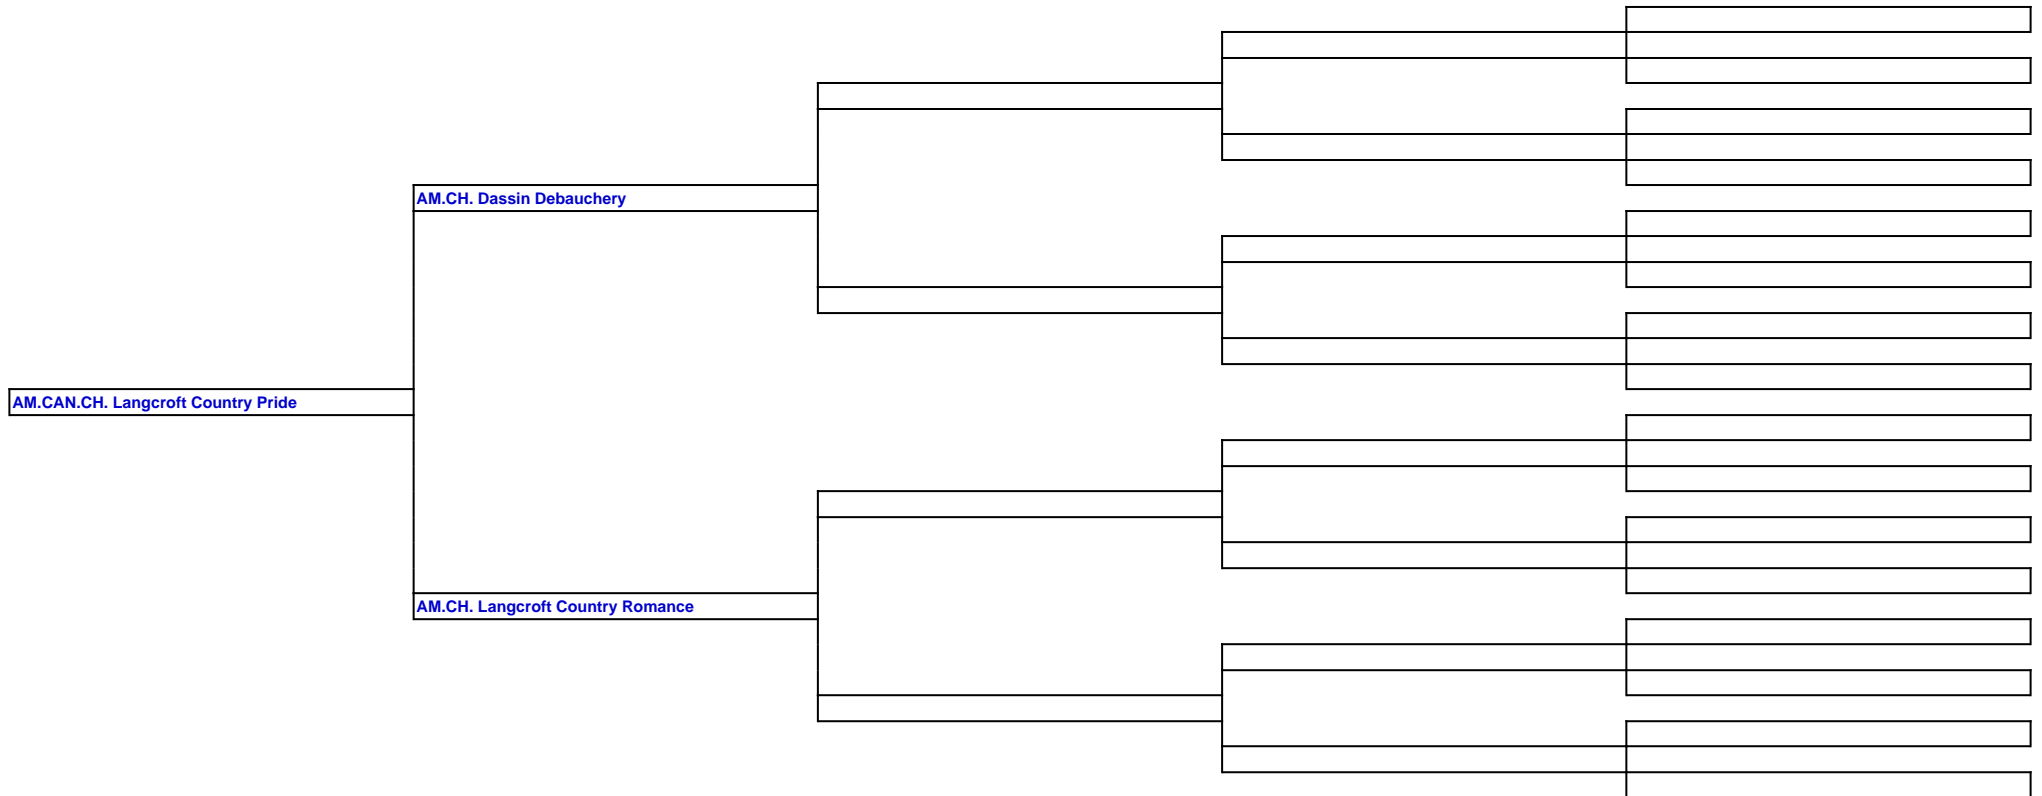 AM.CH. Dassin Debauchery
AM.CAN.CH. Langcroft Country Pride
AM.CH. Langcroft Country Romance